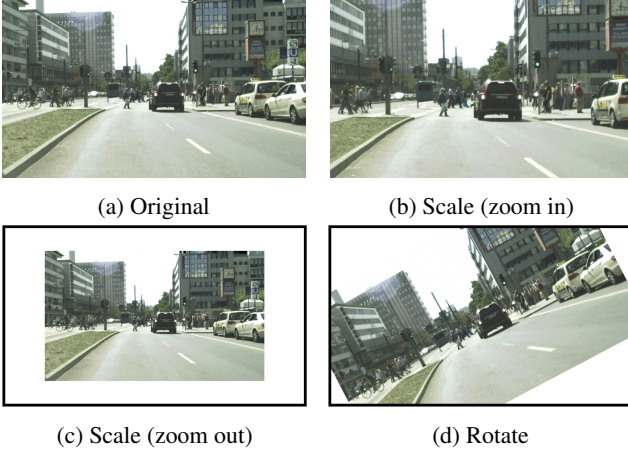 (a) Original
(b) Scale (zoom in)
(c) Scale (zoom out)
(d) Rotate